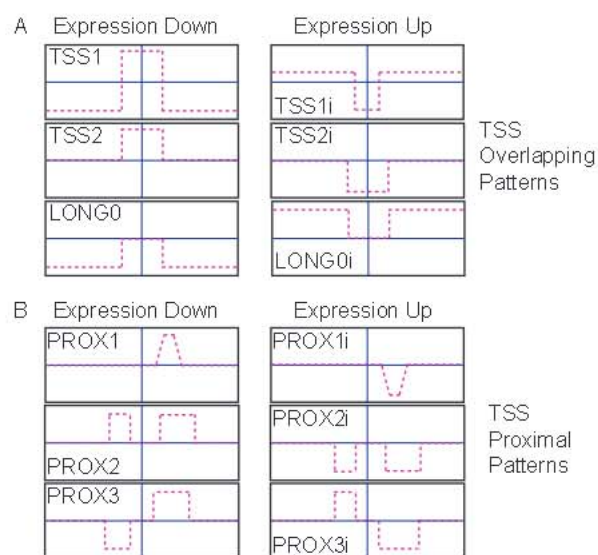 A Expression Down Expression Up
TSS1
TSS1i
TSS2 TSS2i
TSS
Overlapping
Patterns
LONG0
LONG0i
B Expression Down Expression Up
PROX1 PROX1i
PROX2i
PROX2
TSS
Proximal
Patterns
PROX3
PROX3i